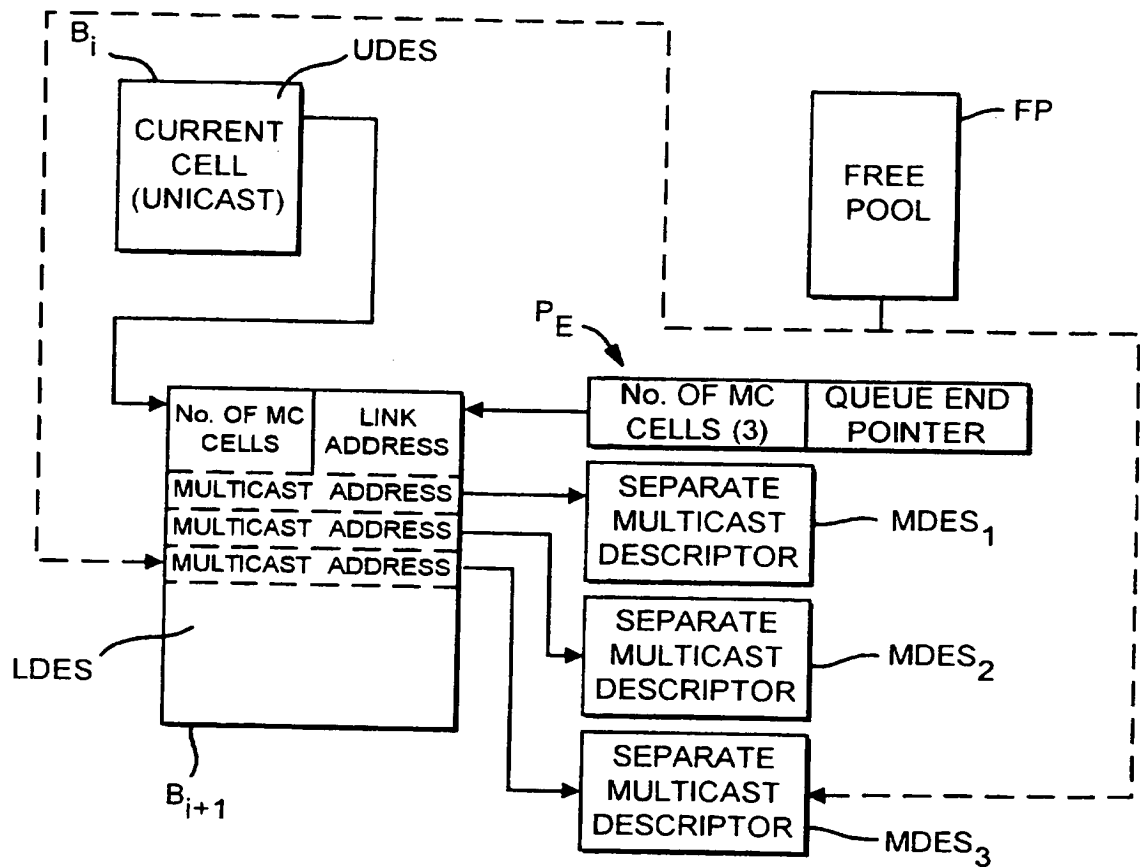 B_i
UDES
CURRENT
CELL
(UNICAST)
FREE
POOL
FP
P_E
No. OF MC
CELLS
LINK
ADDRESS
No. OF MC
CELLS (3)
QUEUE END
POINTER
MULTICAST ADDRESS
MULTICAST ADDRESS
MULTICAST ADDRESS
SEPARATE
MULTICAST
DESCRIPTOR
MDES_1
SEPARATE
MULTICAST
DESCRIPTOR
MDES_2
LDES
SEPARATE
MULTICAST
DESCRIPTOR
MDES_3
B_{i+1}